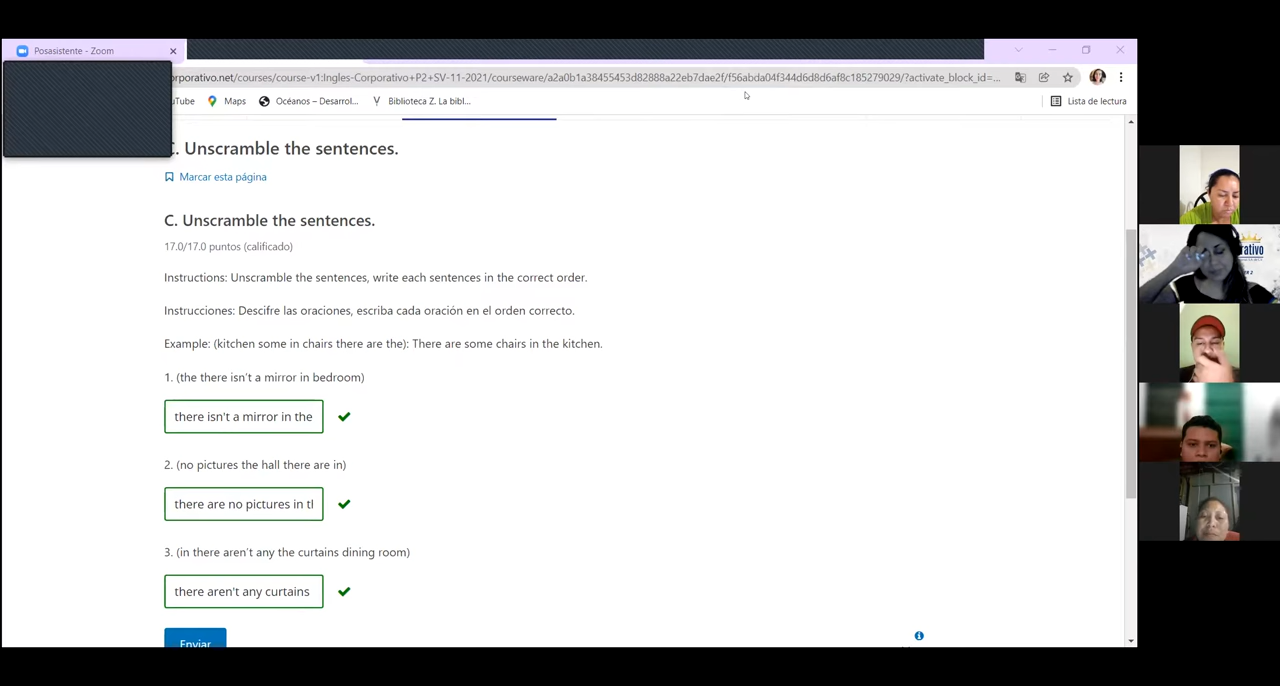 Posasistente - Zoom
orporativo.net/courses/course-v1:Ingles-Corporativo+P2+SV-11-2021/courseware/a2a0b1a38455453d82888a22eb7dae2f/f56abda04f344d6d8d6af8c185279029/?activate_block_id=...
uTube Maps Océanos – Desarrol... Biblioteca Z. La bibl... Lista de lectura
C. Unscramble the sentences.
Marcar esta página
C. Unscramble the sentences.
17.0/17.0 puntos (calificado)
Instructions: Unscramble the sentences, write each sentences in the correct order.
Instrucciones: Descifre las oraciones, escriba cada oración en el orden correcto.
Example: (kitchen some in chairs there are the): There are some chairs in the kitchen.
1. (the there isn't a mirror in bedroom)
there isn't a mirror in the
2. (no pictures the hall there are in)
there are no pictures in tl
3. (in there aren´t any the curtains dining room)
there aren't any curtains
Enviar
rativo